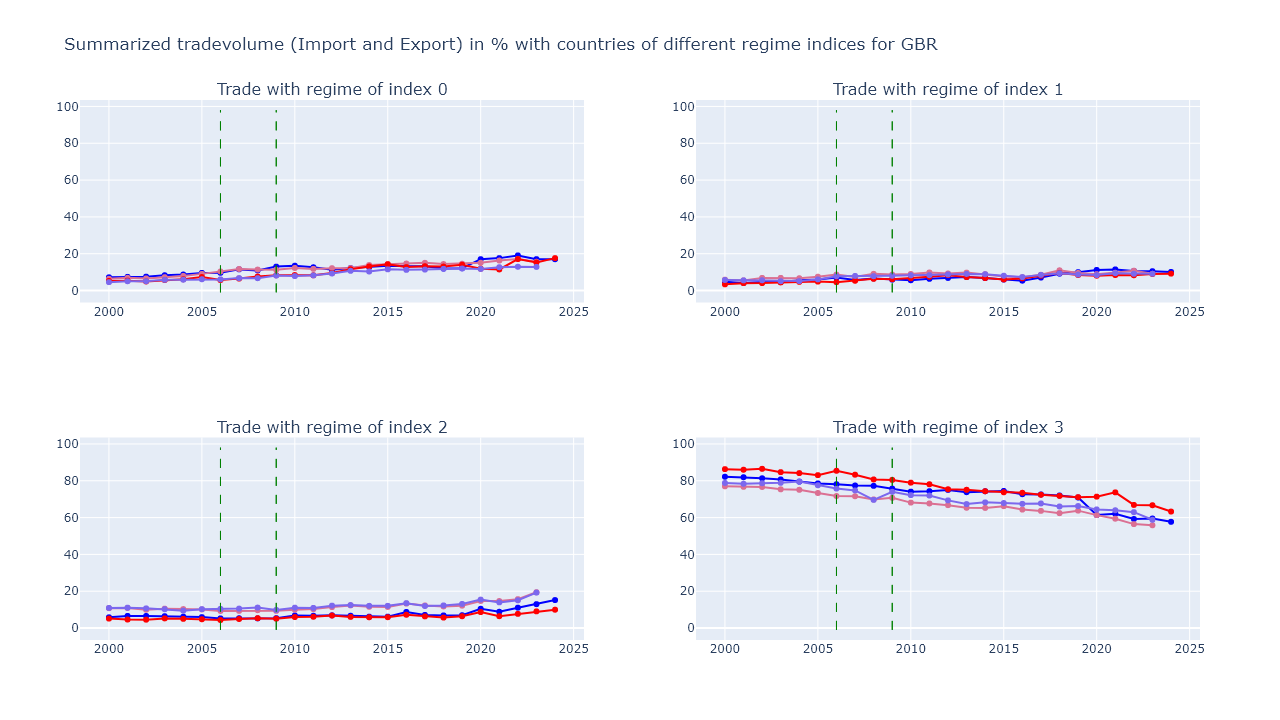 Summarized tradevolume (Import and Export) in % with countries of different regime indices for GBR
Trade with regime of index 0
100
80
60
40
20
0
2000 2005 2010 2015 2020 2025
Trade with regime of index 1
100
80
60
40
20
0
2000 2005 2010 2015 2020 2025
Trade with regime of index 2
100
80
60
40
20
0
2000 2005 2010 2015 2020 2025
Trade with regime of index 3
100
80
60
40
20
0
2000 2005 2010 2015 2020 2025